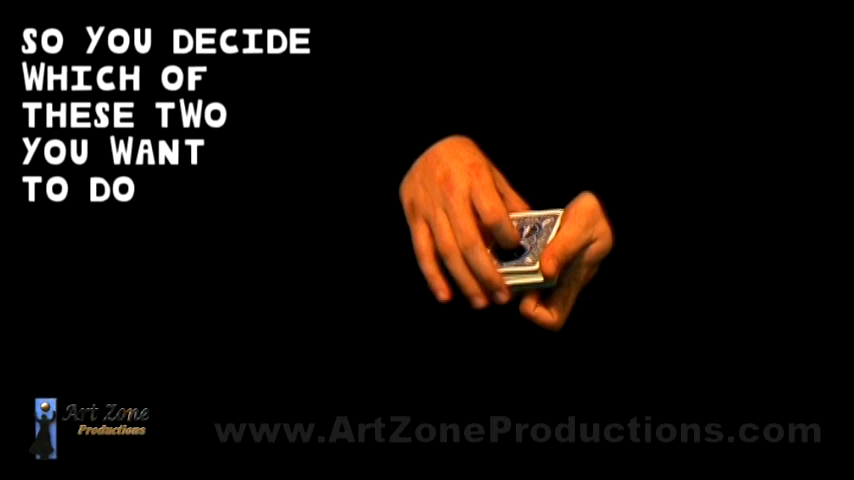 SO YOU DECIDE
WHICH OF
THESE TWO
YOU WANT
TO DO
Art Zone
Productions
www.ArtZoneProductions.com